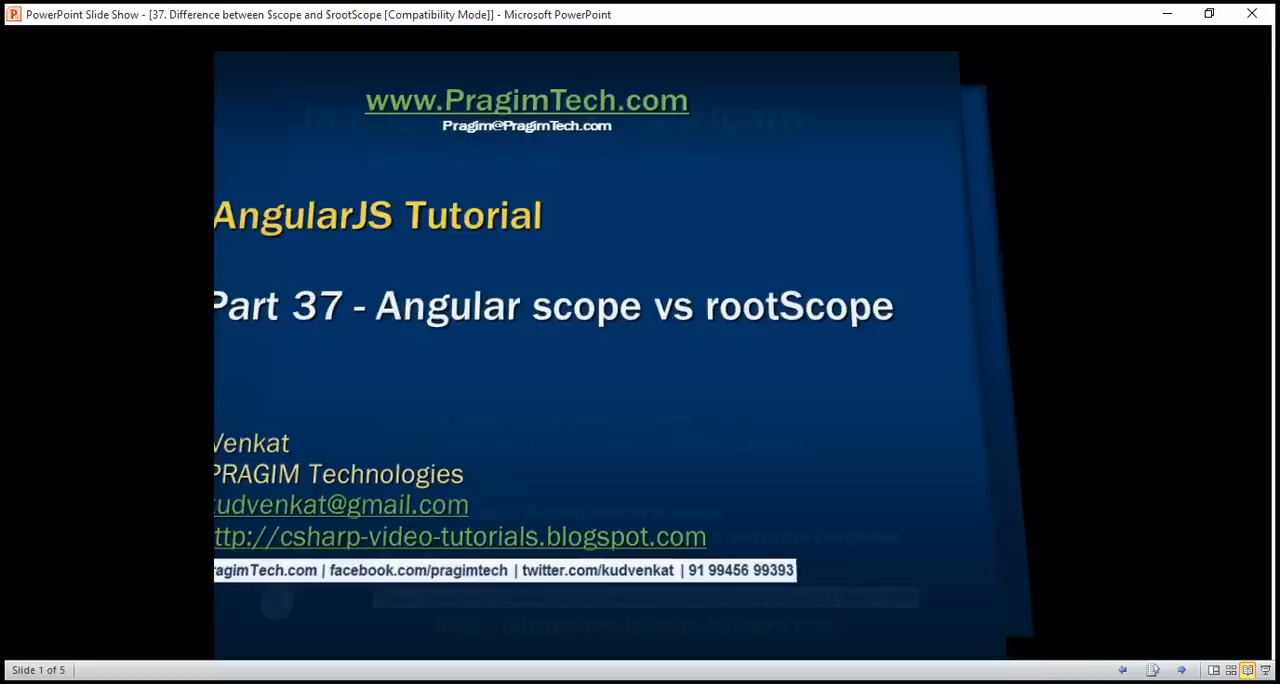 PowerPoint Slide Show - [37. Difference between $scope and $rootScope [Compatibility Mode]] - Microsoft PowerPoint
www.PragimTech.com
Pragim@PragimTech.com
AngularJS Tutorial
Part 37 - Angular scope vs rootScope
Venkat
PRAGIM Technologies
kudvenkat@gmail.com
ttp://csharp-video-tutorials.blogspot.com
ragimTech.com | facebook.com/pragimtech | twitter.com/kudvenkat | 91 99456 99393
Slide 1 of 5